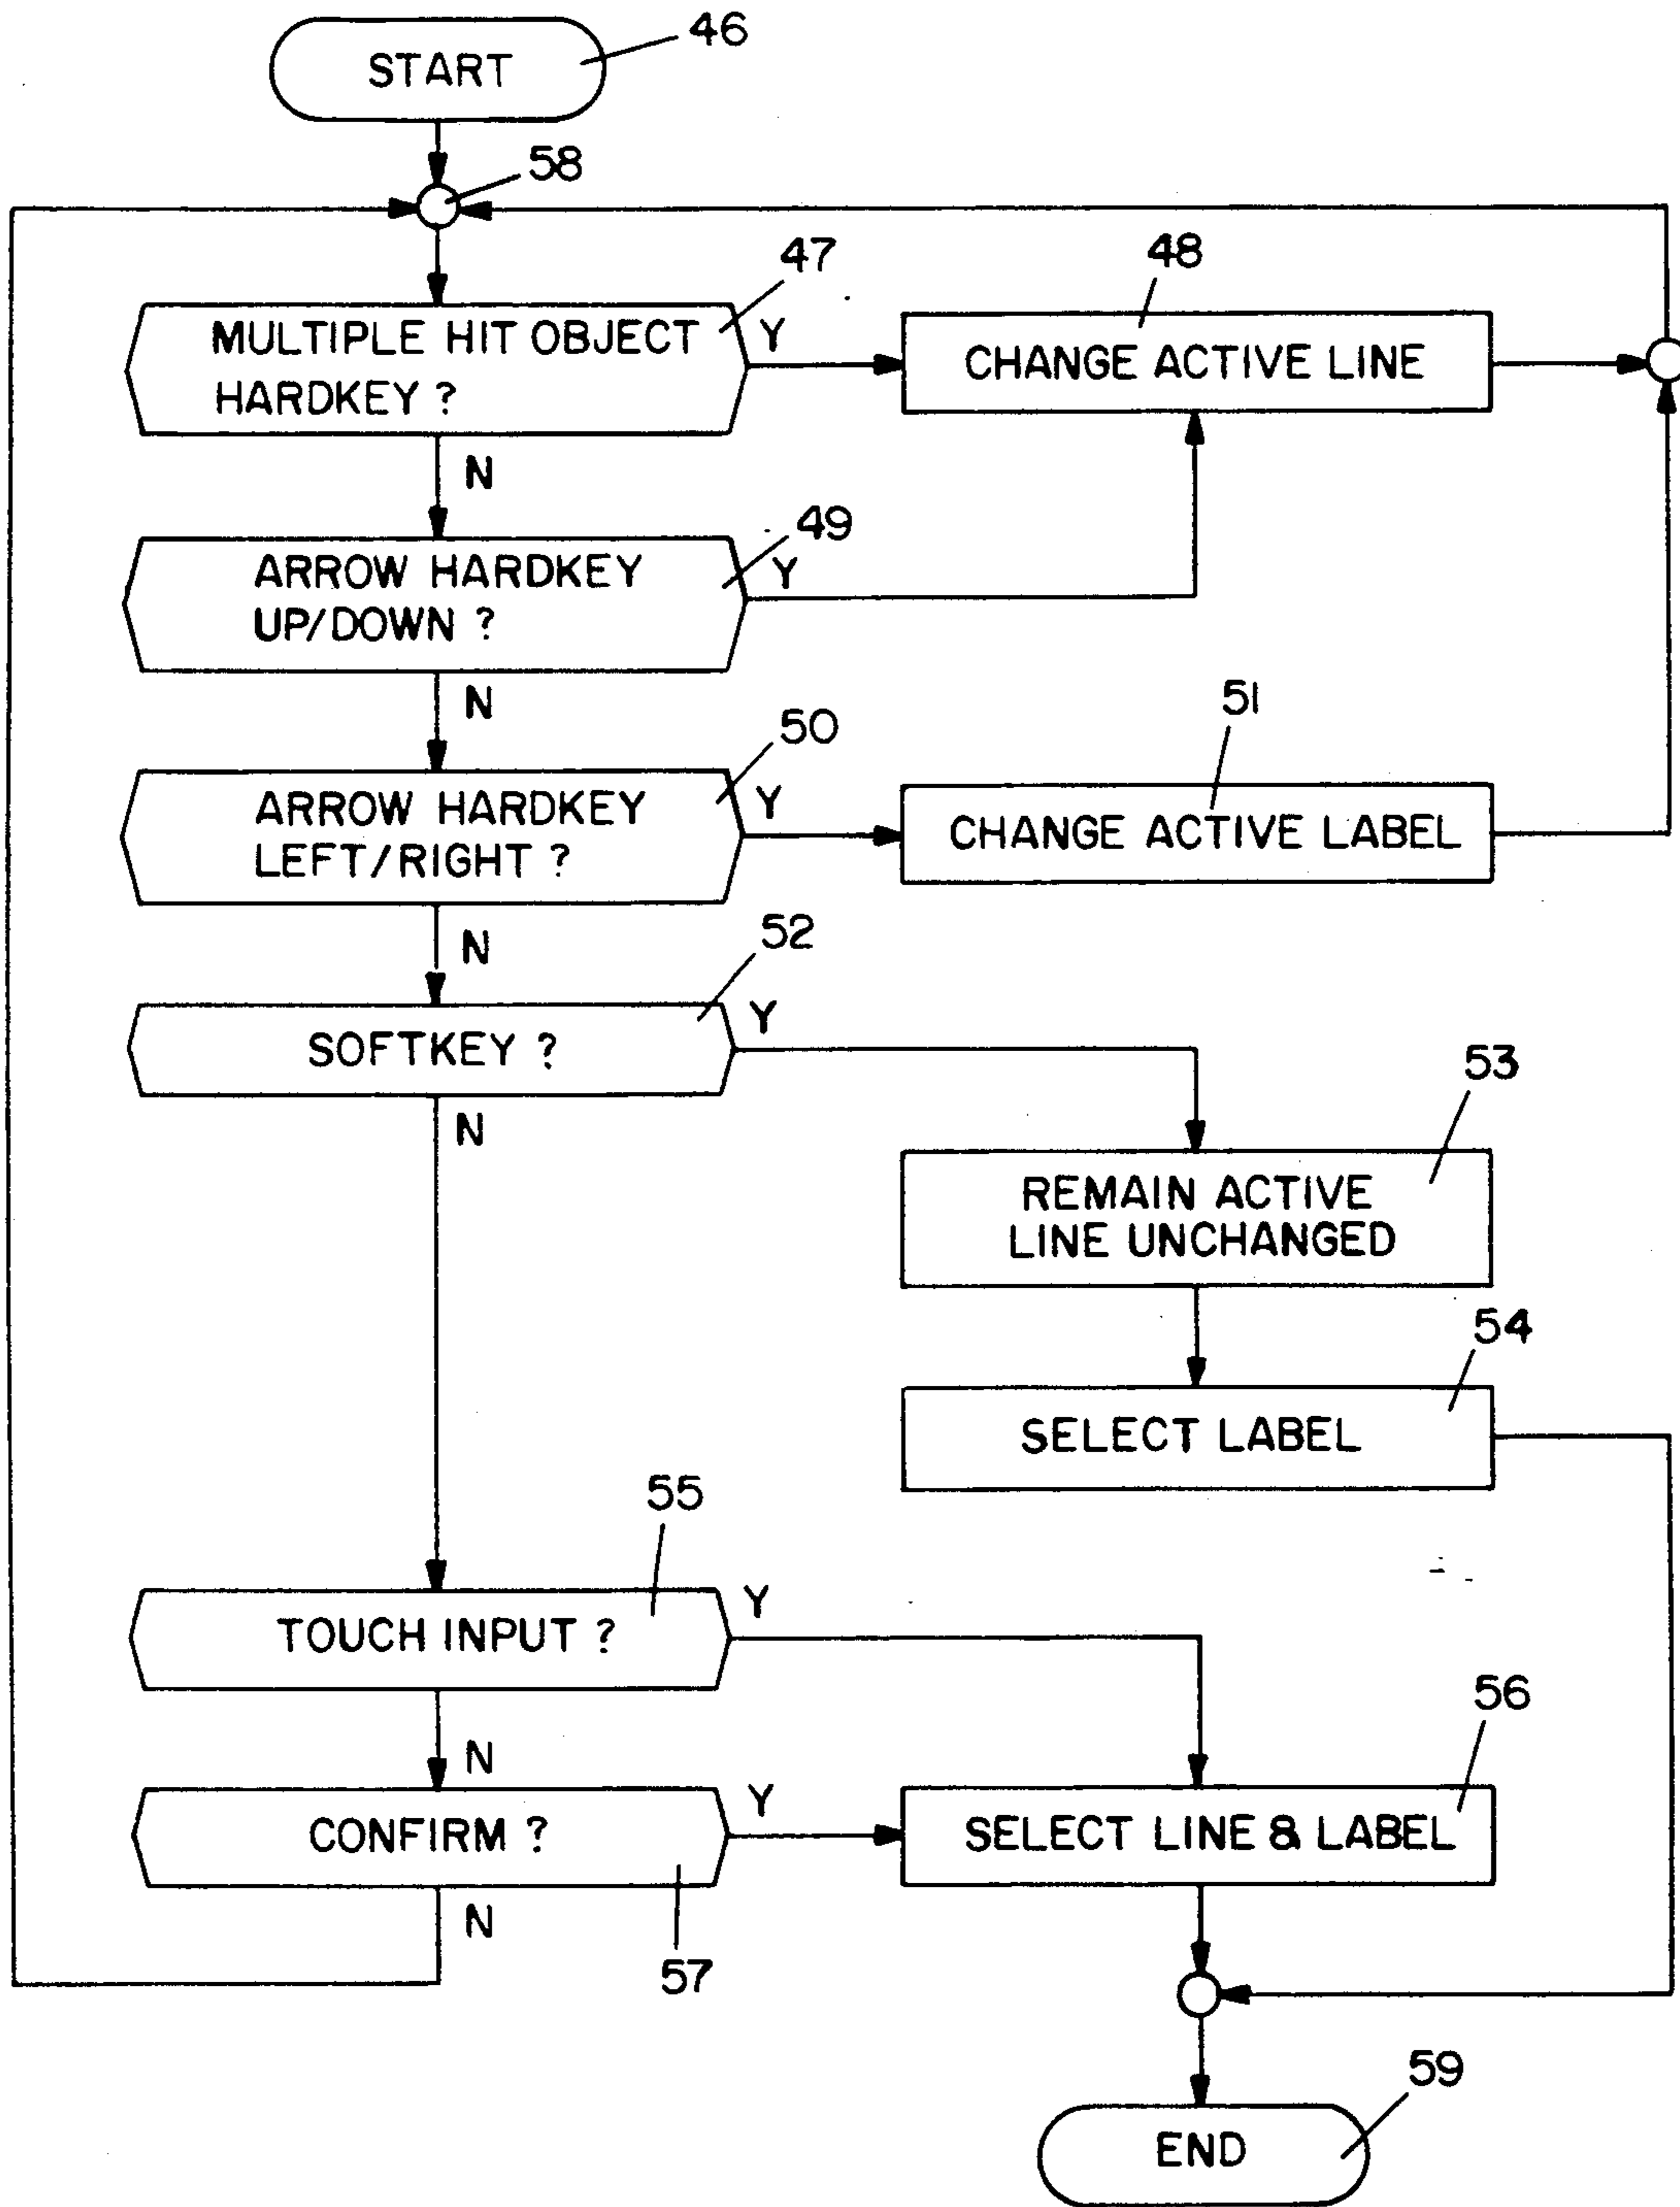 START
46
58
MULTIPLE HIT OBJECT
HARDKEY ?
47
Y
CHANGE ACTIVE LINE
48
N
ARROW HARDKEY
UP/DOWN ?
49
Y
N
ARROW HARDKEY
LEFT/RIGHT ?
50
Y
CHANGE ACTIVE LABEL
51
N
SOFTKEY ?
52
Y
N
REMAIN ACTIVE
LINE UNCHANGED
53
SELECT LABEL
54
TOUCH INPUT ?
55
Y
N
CONFIRM ?
57
Y
SELECT LINE & LABEL
56
N
END
59